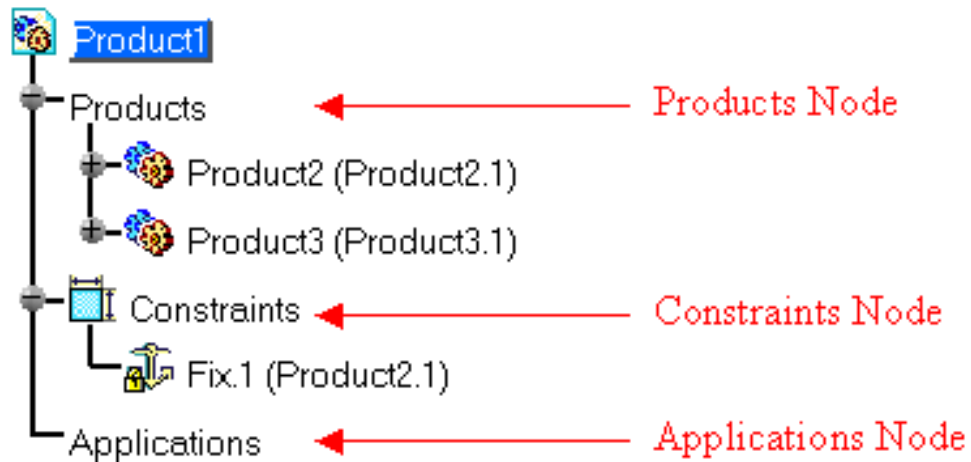 Product1
Products Products Node
Product2 (Product2.1)
Product3 (Product3.1)
Constraints Constraints Node
Fix.1 (Product2.1)
Applications Applications Node